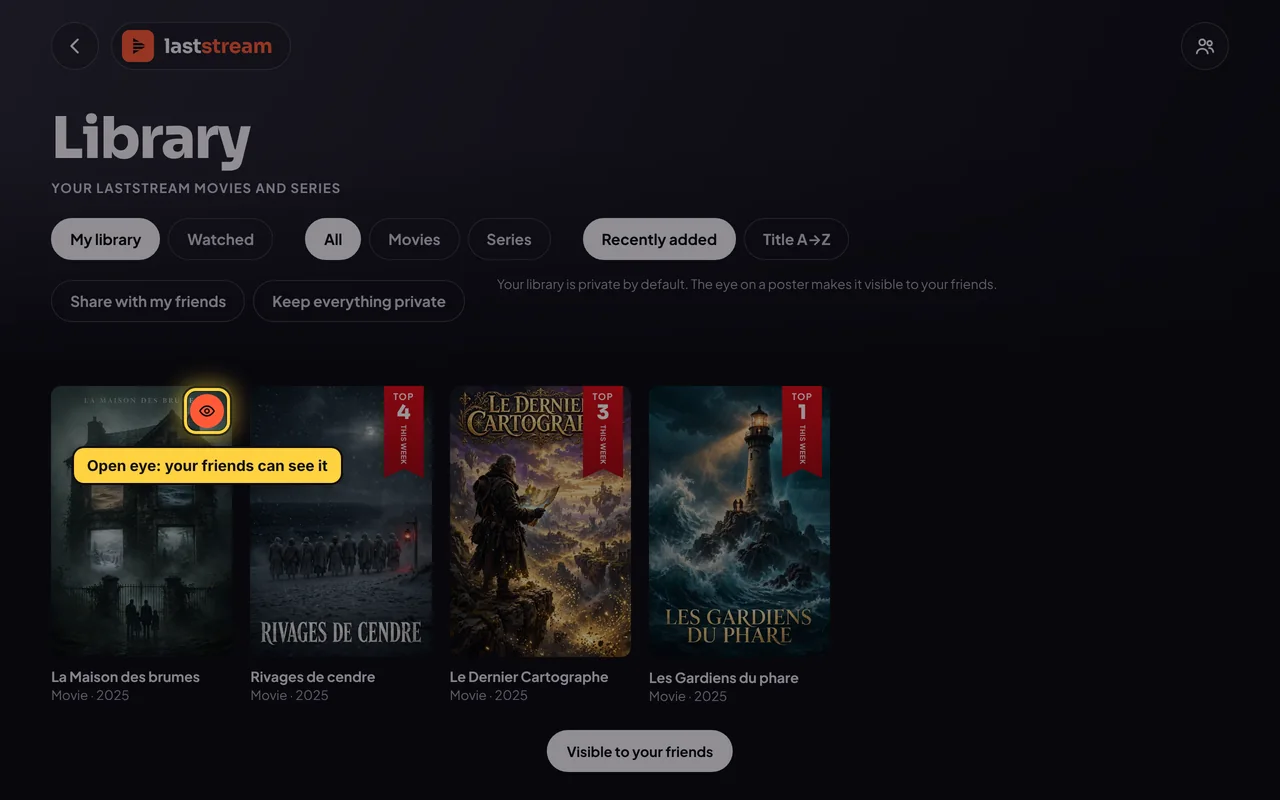 laststream
Library
YOUR LASTSTREAM MOVIES AND SERIES
My library
Watched
All
Movies
Series
Recently added
Title A→Z
Share with my friends
Keep everything private
Your library is private by default. The eye on a poster makes it visible to your friends.
LA MAISON DES
Open eye: your friends can see it
TOP
4
THIS WEEK
RIVAGES DE CENDRE
LE DERNIER
TOP
3
THIS WEEK
TOP
1
THIS WEEK
LES GARDIENS
DU PHARE
La Maison des brumes
Movie · 2025
Rivages de cendre
Movie · 2025
Le Dernier Cartographe
Movie · 2025
Les Gardiens du phare
Movie · 2025
Visible to your friends